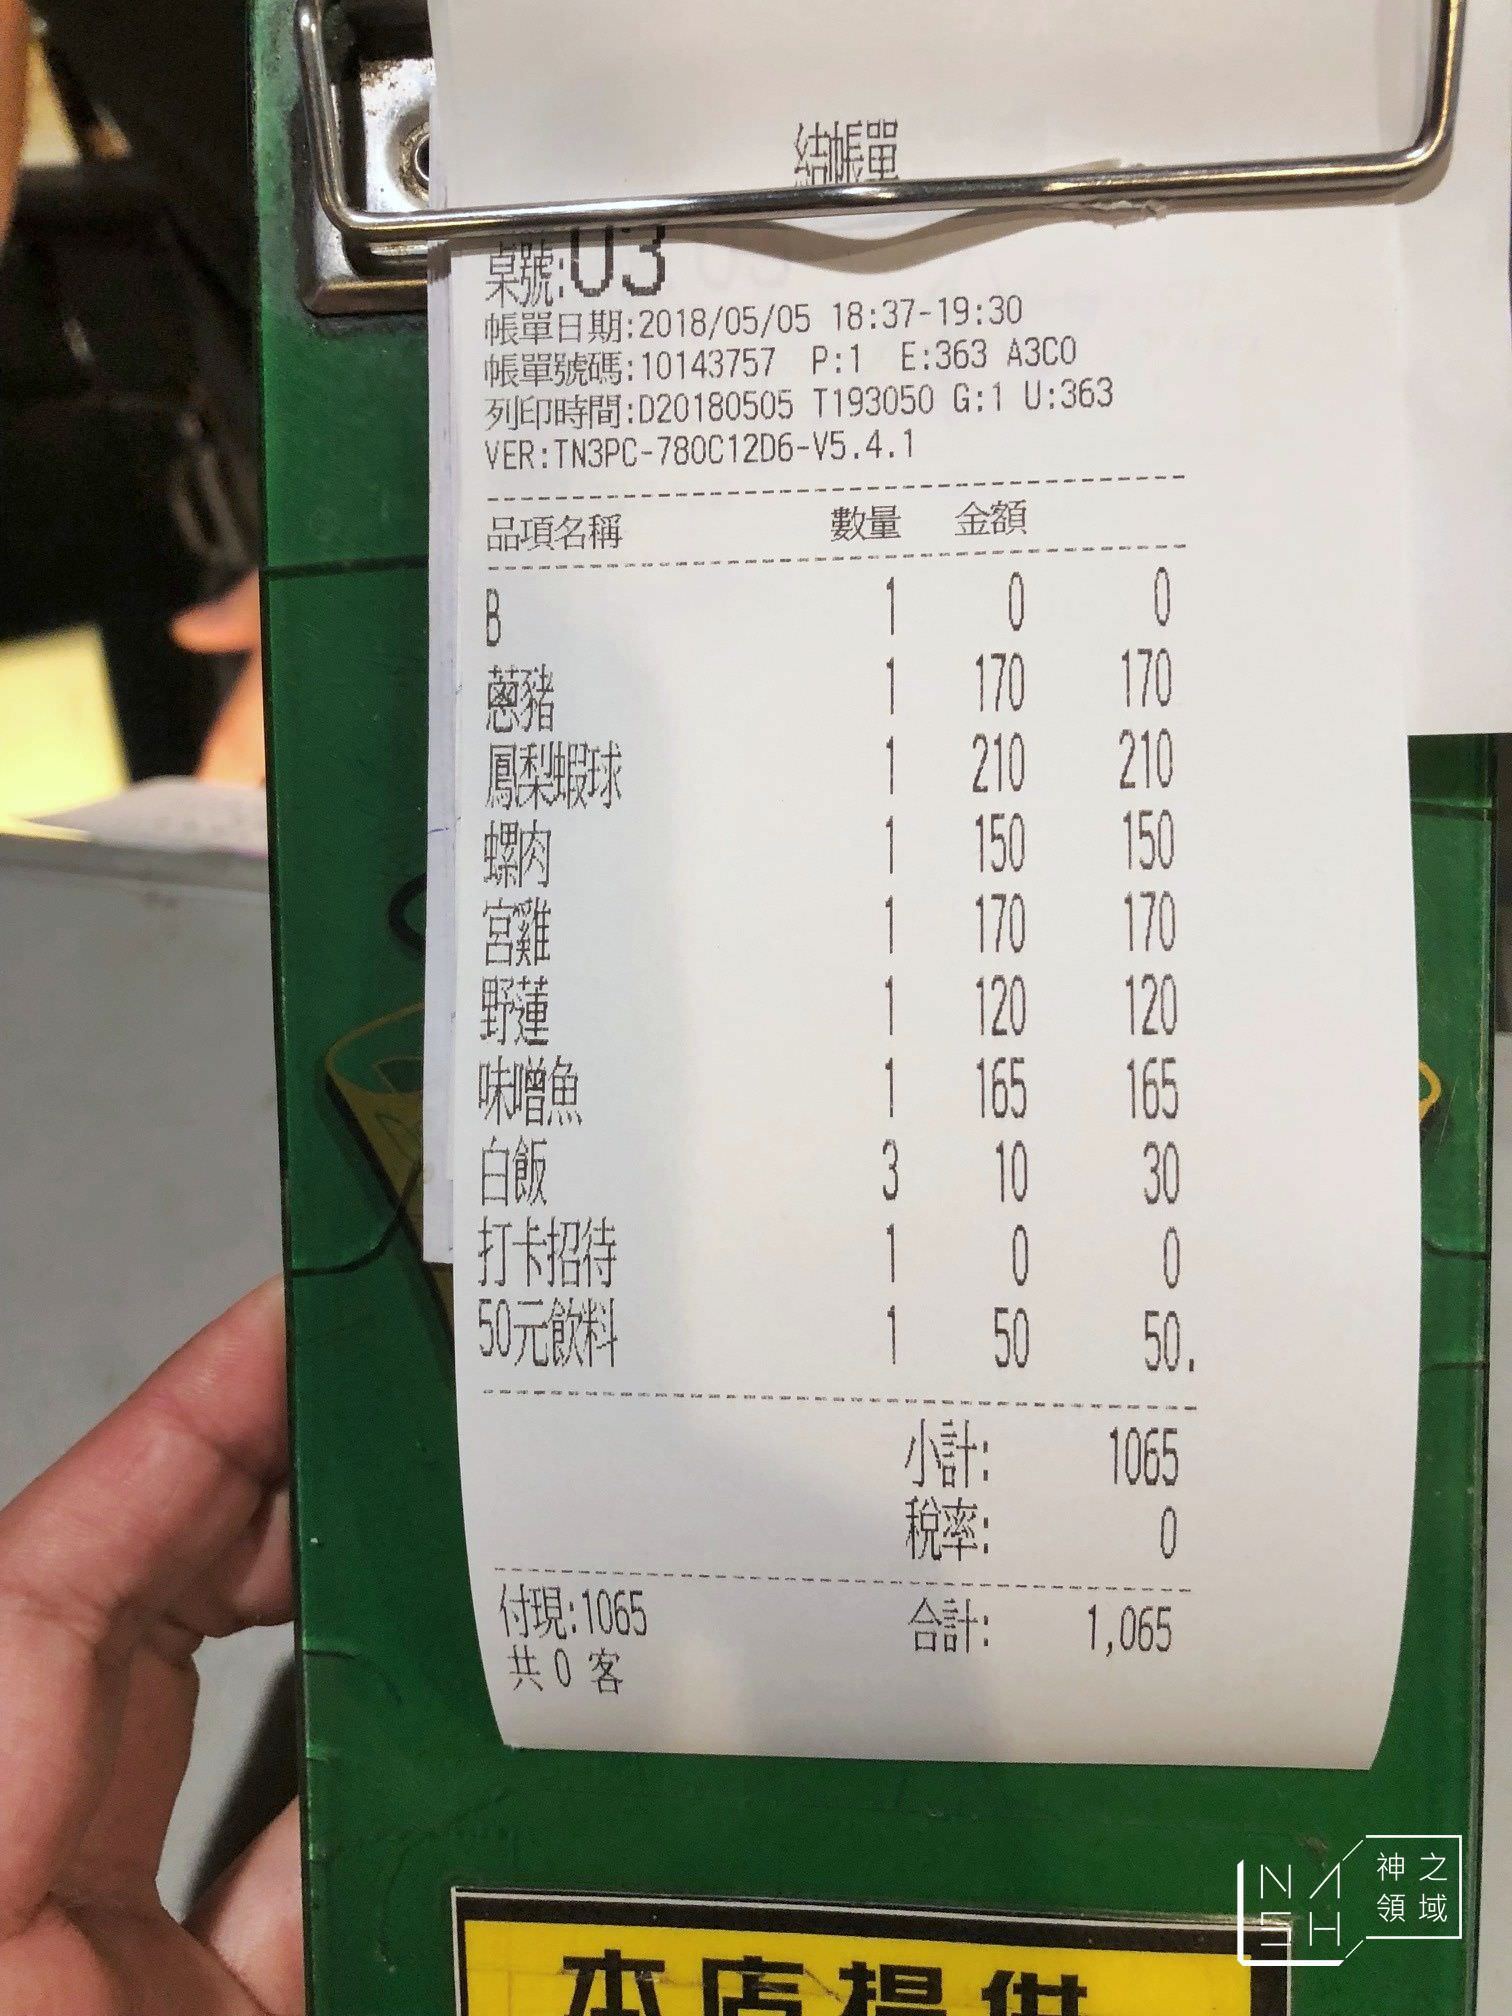 結帳單
桌號:03
帳單日期:2018/05/05 18:37-19:30
帳單號碼:10143757 P:1 E:363 A3C0
列印時間:D20180505 T193050 G:1 U:363
VER:TN3PC-780C12D6-V5.4.1
品項名稱 數量 金額
B 1 0 0
蔥豬 1 170 170
鳳梨蝦球 1 210 210
螺肉 1 150 150
宮雞 1 170 170
野蓮 1 120 120
味噌魚 1 165 165
白飯 3 10 30
打卡招待 1 0 0
50元飲料 1 50 50.
小計: 1065
稅率: 0
付現:1065 合計: 1,065
共 0 客
本店提供
NASH 神之領域